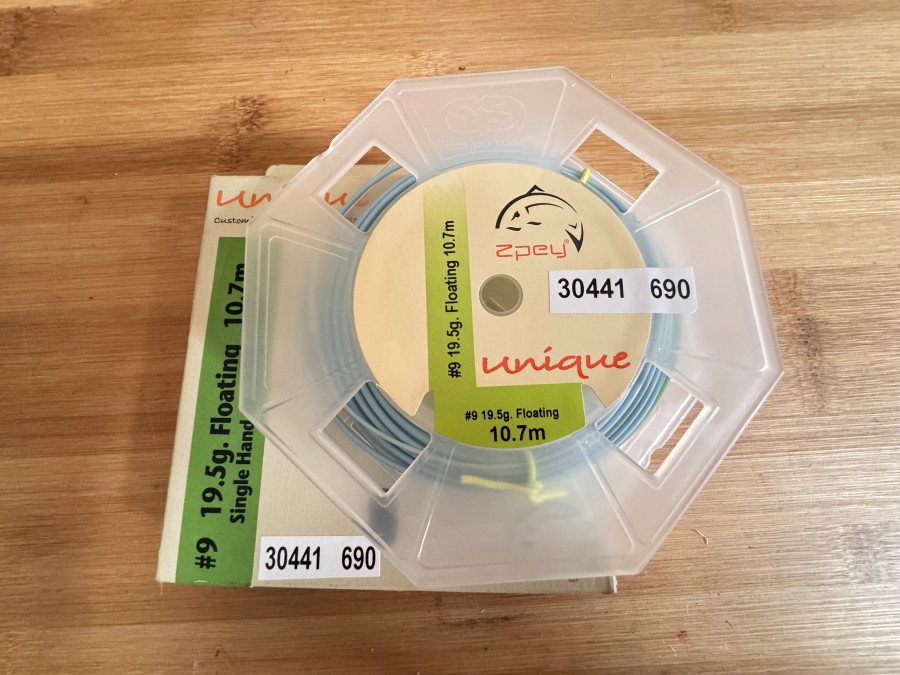 unique
Custom
#9 19.5g. Floating 10.7m
Single Hand
30441 690
zpey®
30441 690
#9 19.5g. Floating 10.7m
unique
#9 19.5g. Floating
10.7m